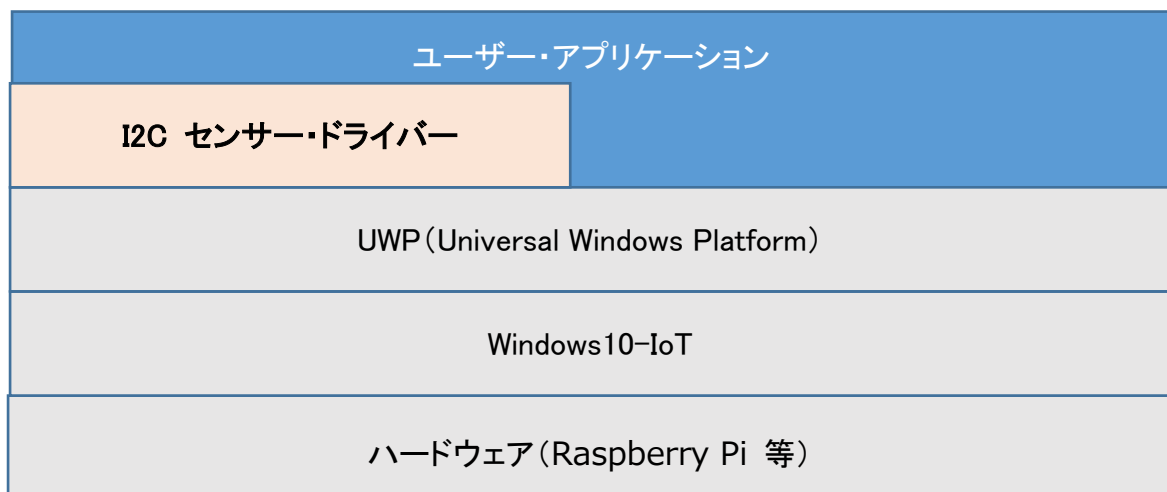 ユーザー・アプリケーション
I2C センサー・ドライバー
UWP（Universal Windows Platform）
Windows10-IoT
ハードウェア（Raspberry Pi 等）